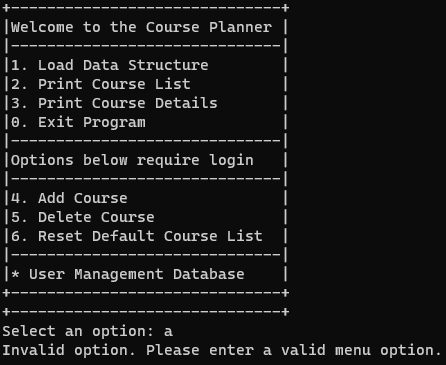 +------------------------------+
|Welcome to the Course Planner |
|------------------------------|
|1. Load Data Structure        |
|2. Print Course List          |
|3. Print Course Details       |
|0. Exit Program               |
|------------------------------|
|Options below require login   |
|------------------------------|
|4. Add Course                 |
|5. Delete Course              |
|6. Reset Default Course List  |
|------------------------------|
|* User Management Database    |
+------------------------------+
+------------------------------+
Select an option: a
Invalid option. Please enter a valid menu option.